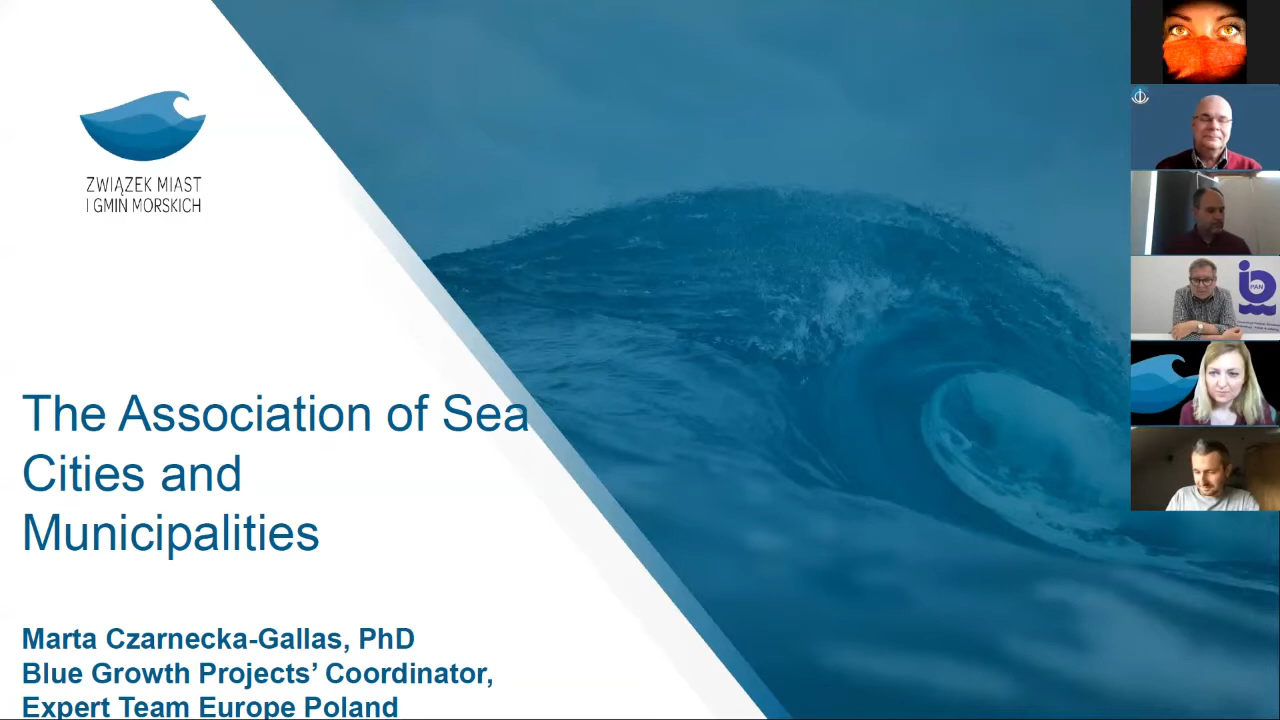 ZWIĄZEK MIAST
I GMIN MORSKICH
The Association of Sea
Cities and
Municipalities
Marta Czarnecka-Gallas, PhD
Blue Growth Projects’ Coordinator,
Expert Team Europe Poland
PAN